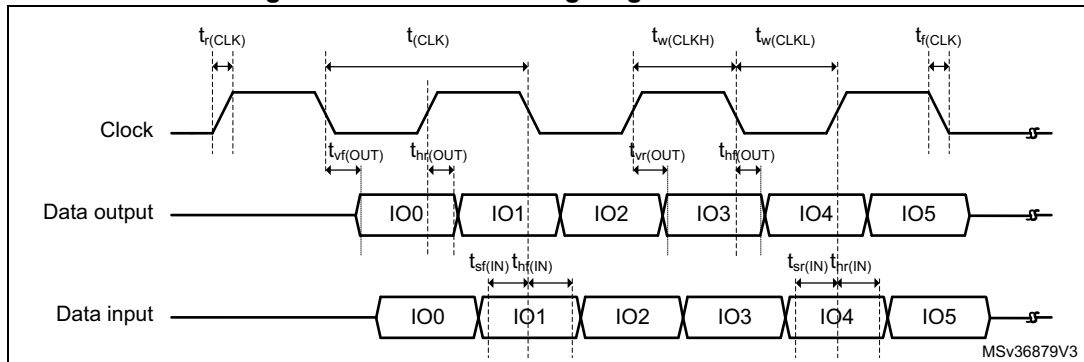 tr(CLK) t(CLK) tw(CLKH) tw(CLKL) tf(CLK)
Clock
tvf(OUT) thr(OUT) tvr(OUT) thf(OUT)
Data output IO0 IO1 IO2 IO3 IO4 IO5
tsf(IN) thf(IN) tsr(IN) thr(IN)
Data input IO0 IO1 IO2 IO3 IO4 IO5
MSv36879V3